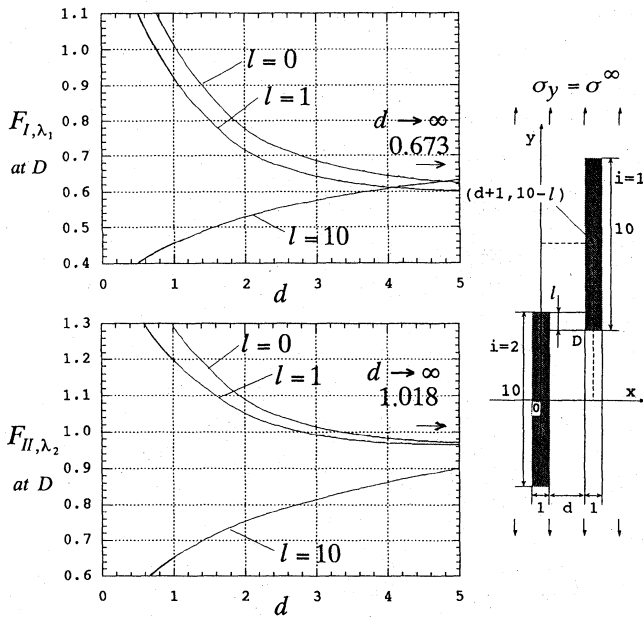 1.1
1.0
0.9
0.8
0.7
0.6
0.5
0.4
F_{I,λ_1}
at D
l = 0
l = 1
d → ∞
0.673
→
l = 10
0 1 2 3 4 5
d
1.3
1.2
1.1
1.0
0.9
0.8
0.7
0.6
F_{II,λ_2}
at D
l = 0
l = 1
d → ∞
1.018
→
l = 10
0 1 2 3 4 5
d
σ_y = σ^∞
y
i=1
(d+1,10-l)
10
l
D
i=2
10
0
x
1 d 1